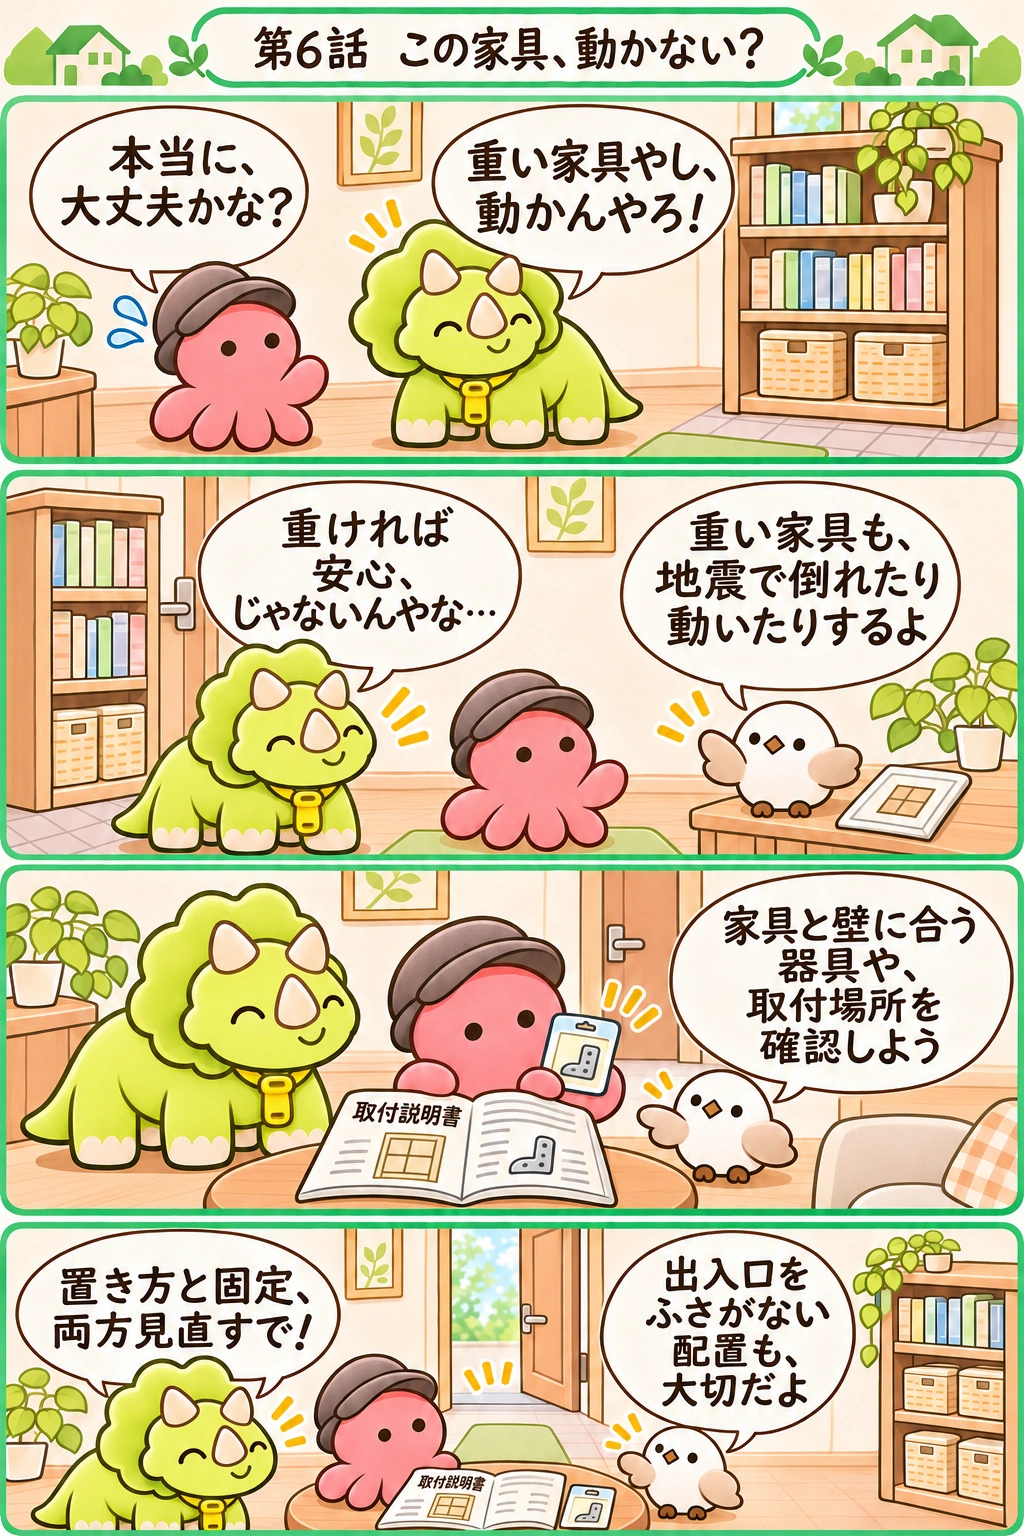 第6話 この家具、動かない?
本当に、
大丈夫かな?
重い家具やし、
動かんやろ!
重ければ
安心、
じゃないんやな…
重い家具も、
地震で倒れたり
動いたりするよ
家具と壁に合う
器具や、
取付場所を
確認しよう
取付説明書
置き方と固定、
両方見直すで!
出入口を
ふさがない
配置も、
大切だよ
取付説明書